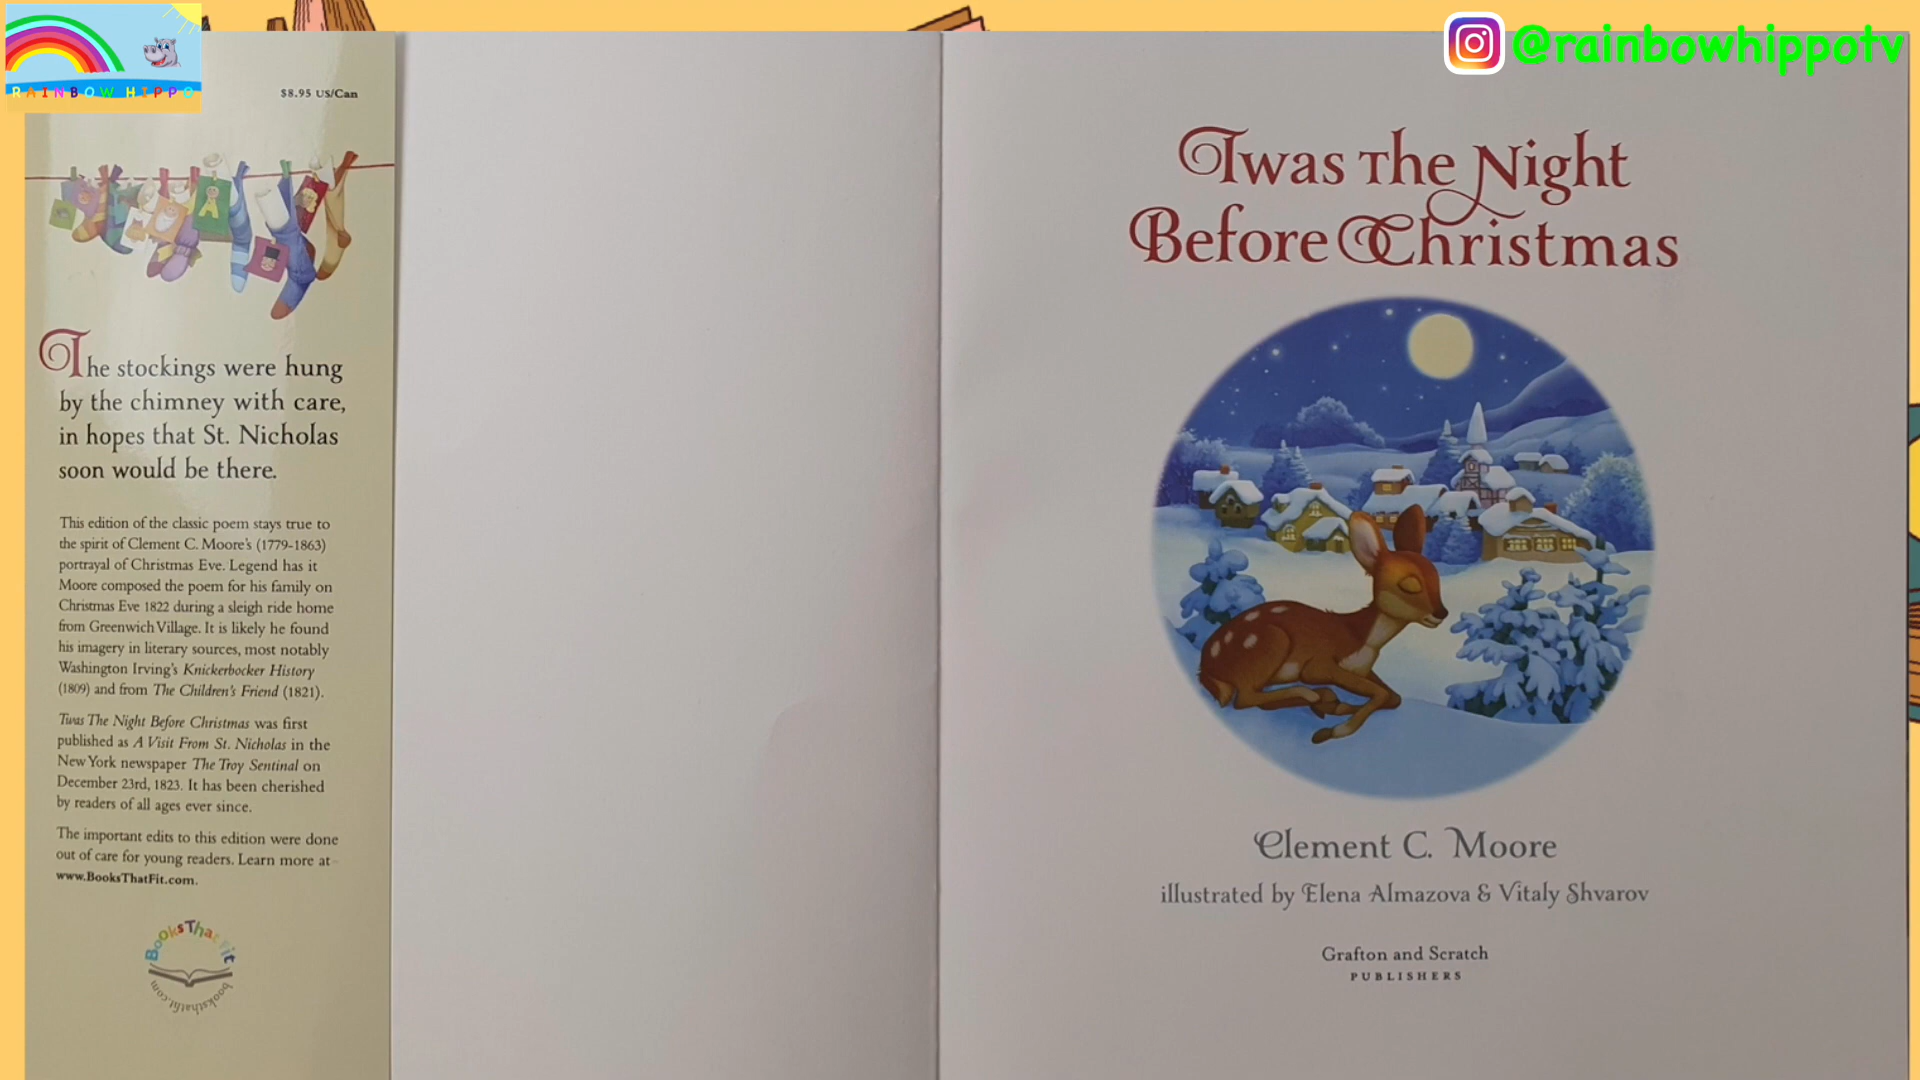 RAINBOW HIPPO
@rainbowhippotv
$8.95 US/Can
The stockings were hung
by the chimney with care,
in hopes that St. Nicholas
soon would be there.
This edition of the classic poem stays true to
the spirit of Clement C. Moore's (1779-1863)
portrayal of Christmas Eve. Legend has it
Moore composed the poem for his family on
Christmas Eve 1822 during a sleigh ride home
from Greenwich Village. It is likely he found
his imagery in literary sources, most notably
Washington Irving's Knickerbocker History
(1809) and from The Children's Friend (1821).
Twas The Night Before Christmas was first
published as A Visit From St. Nicholas in the
New York newspaper The Troy Sentinal on
December 23rd, 1823. It has been cherished
by readers of all ages ever since.
The important edits to this edition were done
out of care for young readers. Learn more at
www.BooksThatFit.com.
BooksThatFit
booksthatfit.com
Twas The Night
Before Christmas
Clement C. Moore
illustrated by Elena Almazova & Vitaly Shvarov
Grafton and Scratch
PUBLISHERS